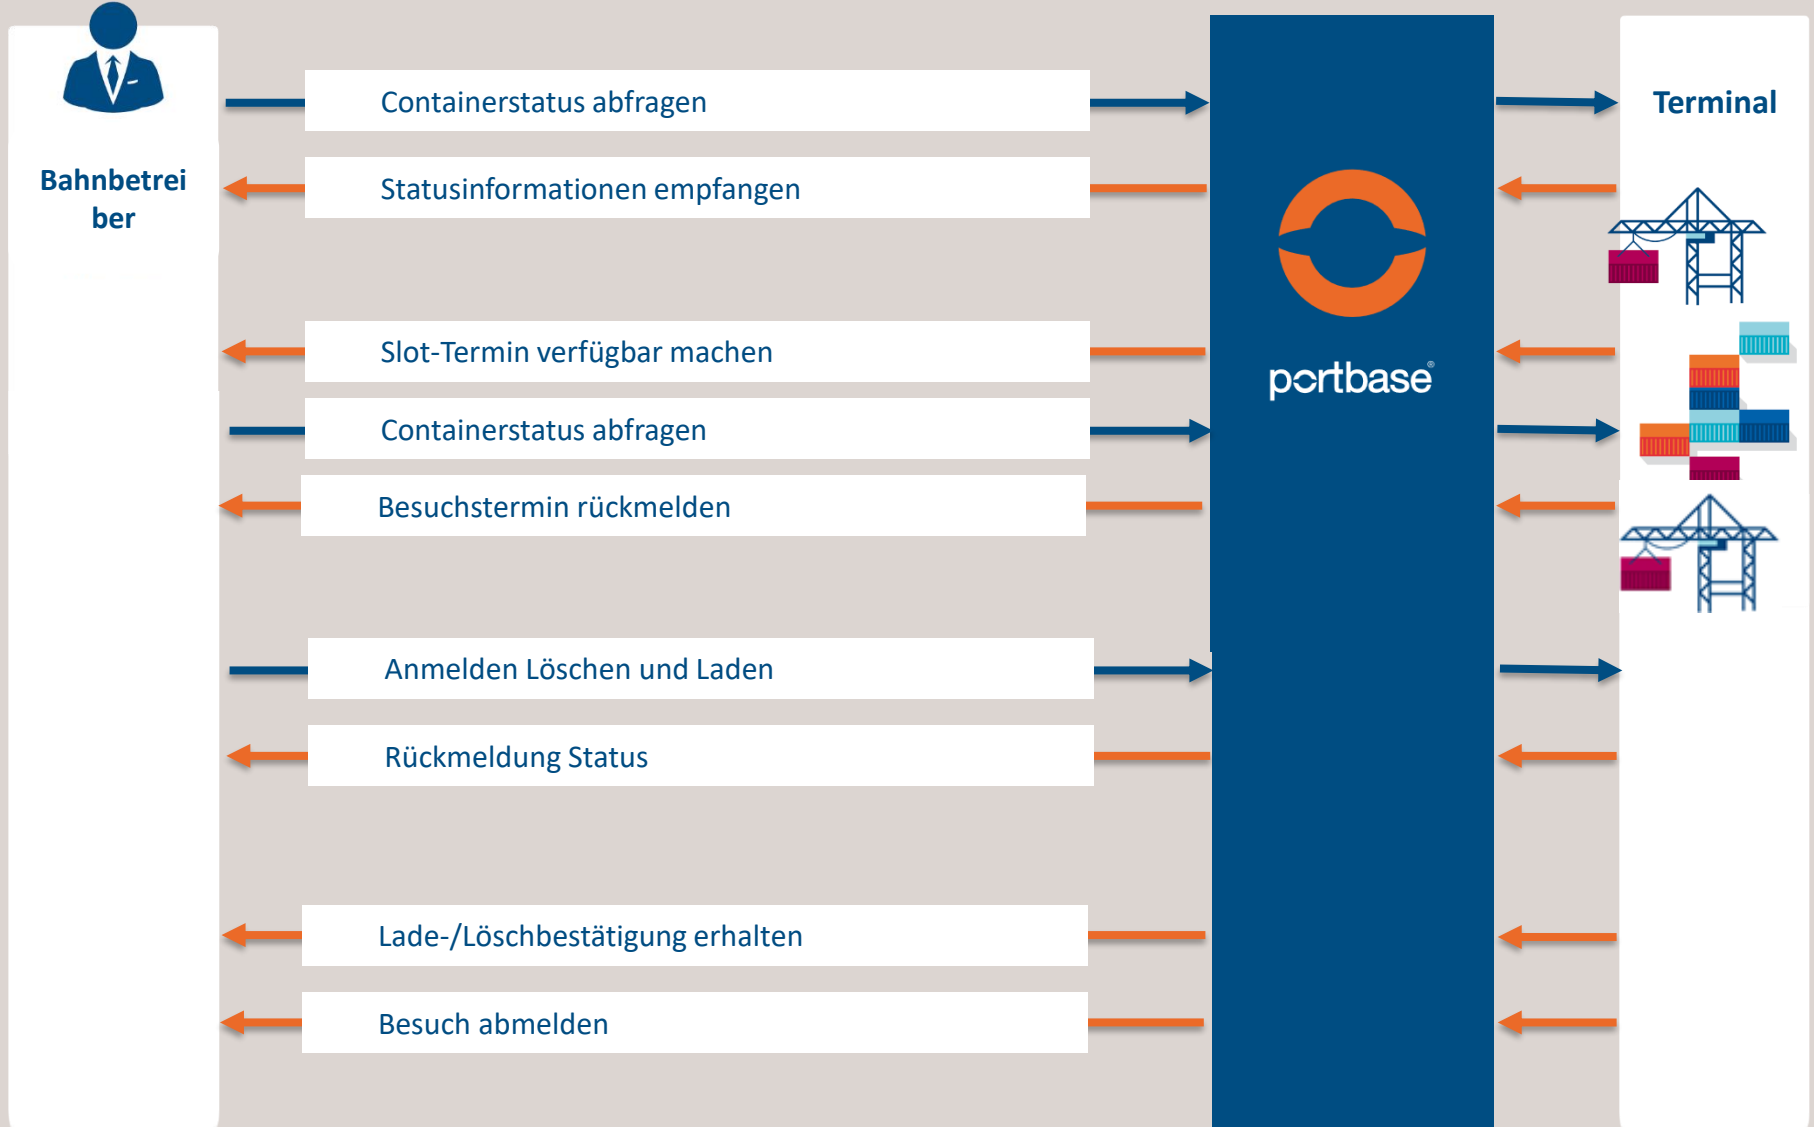 Containerstatus abfragen
Terminal
Bahnbetrei
ber
Statusinformationen empfangen
Slot-Termin verfügbar machen
portbase®
Containerstatus abfragen
Besuchstermin rückmelden
Anmelden Löschen und Laden
Rückmeldung Status
Lade-/Löschbestätigung erhalten
Besuch abmelden